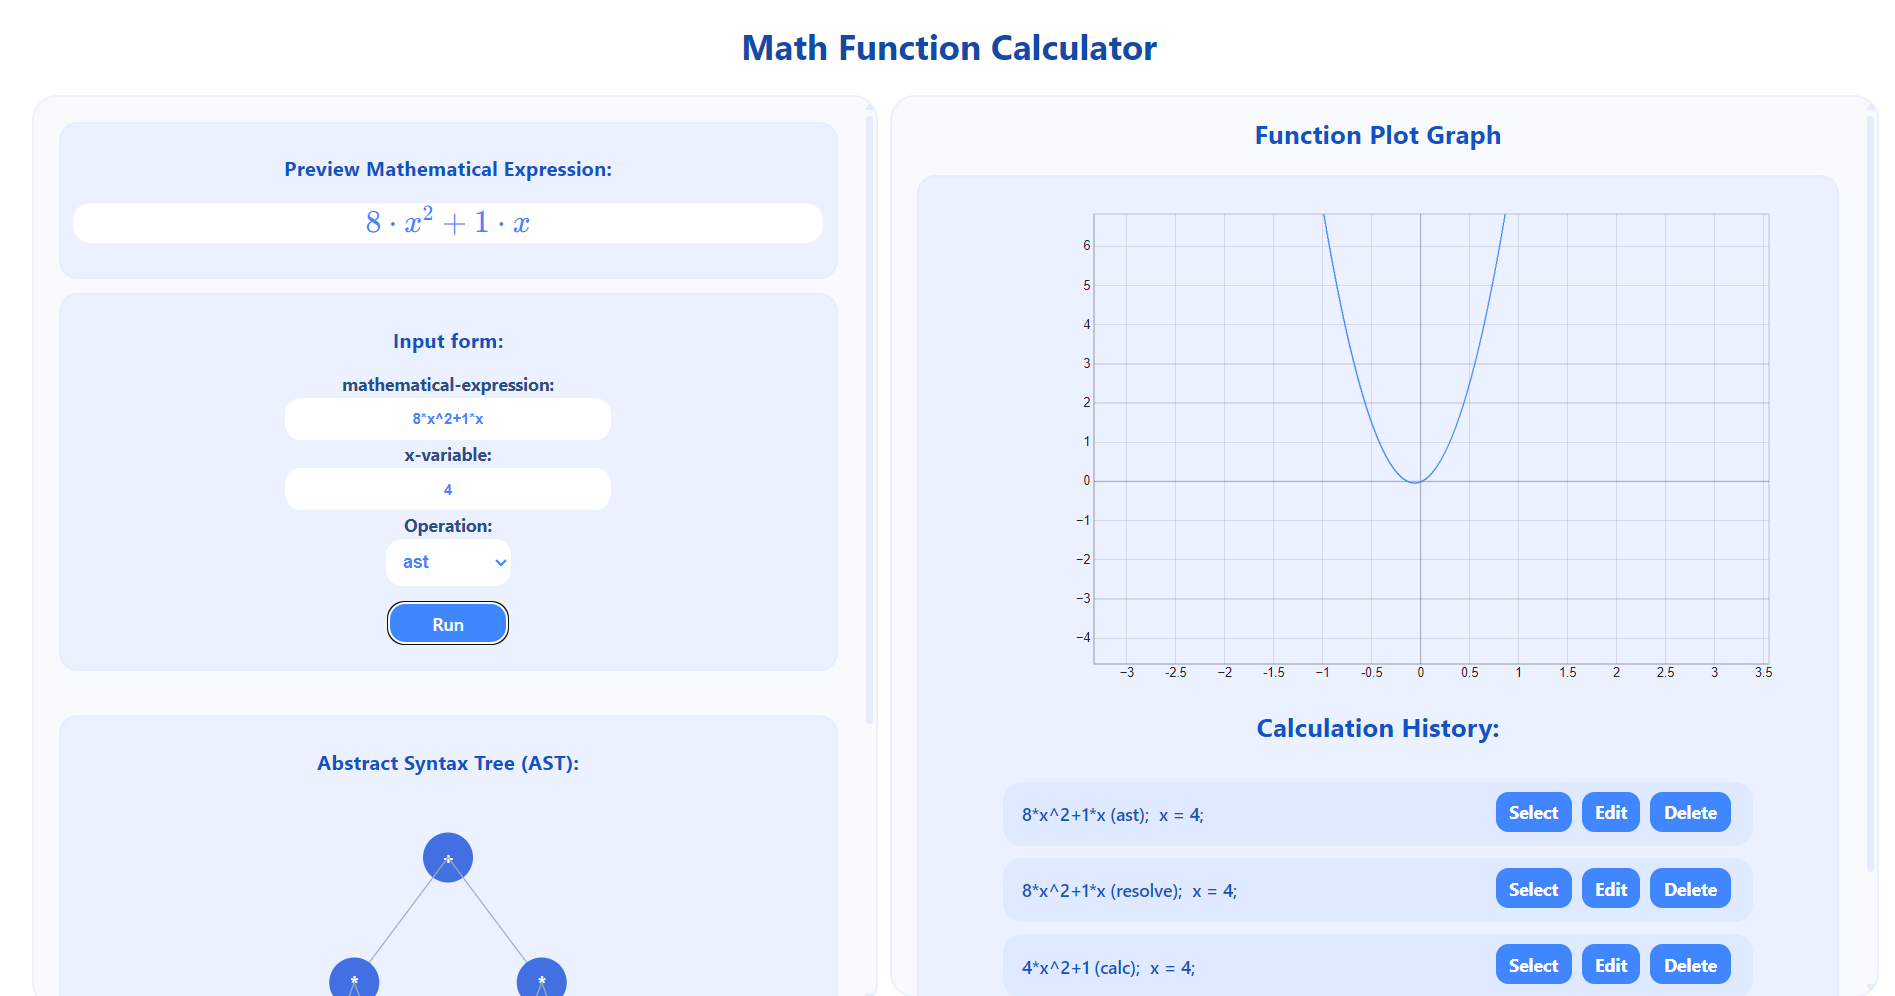 Math Function Calculator
Preview Mathematical Expression:
8 · x² + 1 · x
Input form:
mathematical-expression:
8*x^2+1*x
x-variable:
4
Operation:
ast
Run
Abstract Syntax Tree (AST):
+
* *
Function Plot Graph
6
5
4
3
2
1
0
−1
−2
−3
−4
−3 -2.5 −2 -1.5 −1 -0.5 0 0.5 1 1.5 2 2.5 3 3.5
Calculation History:
8*x^2+1*x (ast); x = 4; Select Edit Delete
8*x^2+1*x (resolve); x = 4; Select Edit Delete
4*x^2+1 (calc); x = 4; Select Edit Delete